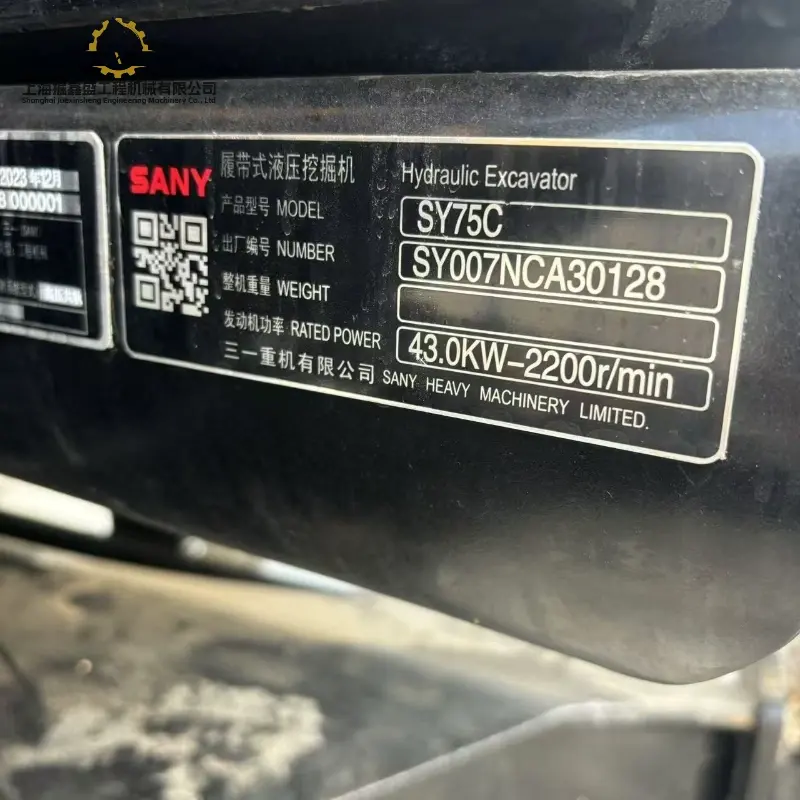 上海掘鑫盛工程机械有限公司
Shanghai Juexinsheng Engineering Machinery Co., Ltd
2023 年12月
000001
SANY
履带式液压挖掘机 Hydraulic Excavator
产品型号 MODEL SY75C
出厂编号 NUMBER SY007NCA30128
整机重量 WEIGHT
发动机功率 RATED POWER 43.0KW-2200r/min
三一重机有限公司 SANY HEAVY MACHINERY LIMITED.